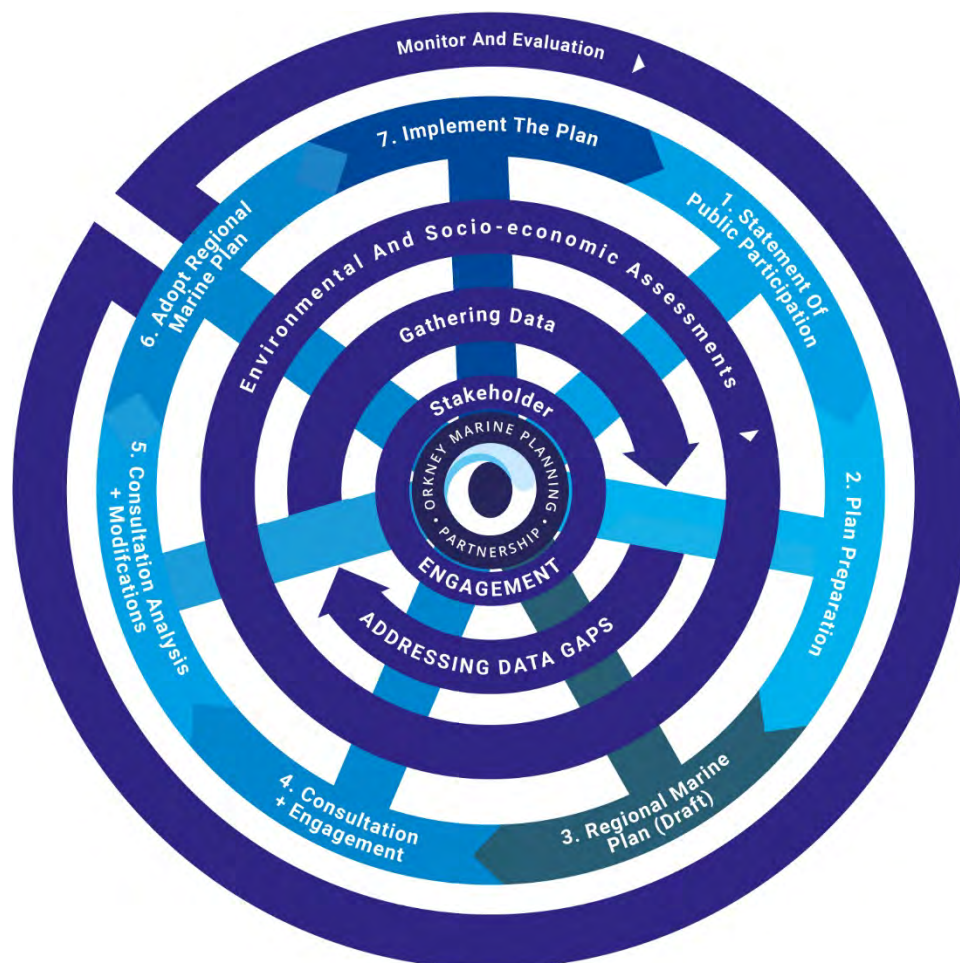 Monitor And Evaluation
7. Implement The Plan
1. Statement Of
Public Participation
2. Plan Preparation
3. Regional Marine
Plan (Draft)
4. Consultation
+ Engagement
5. Consultation Analysis
+ Modifcations
6. Adopt Regional
Marine Plan
Environmental And Socio-economic Assessments
Gathering Data
ADDRESSING DATA GAPS
Stakeholder
ENGAGEMENT
ORKNEY MARINE PLANNING
• PARTNERSHIP •